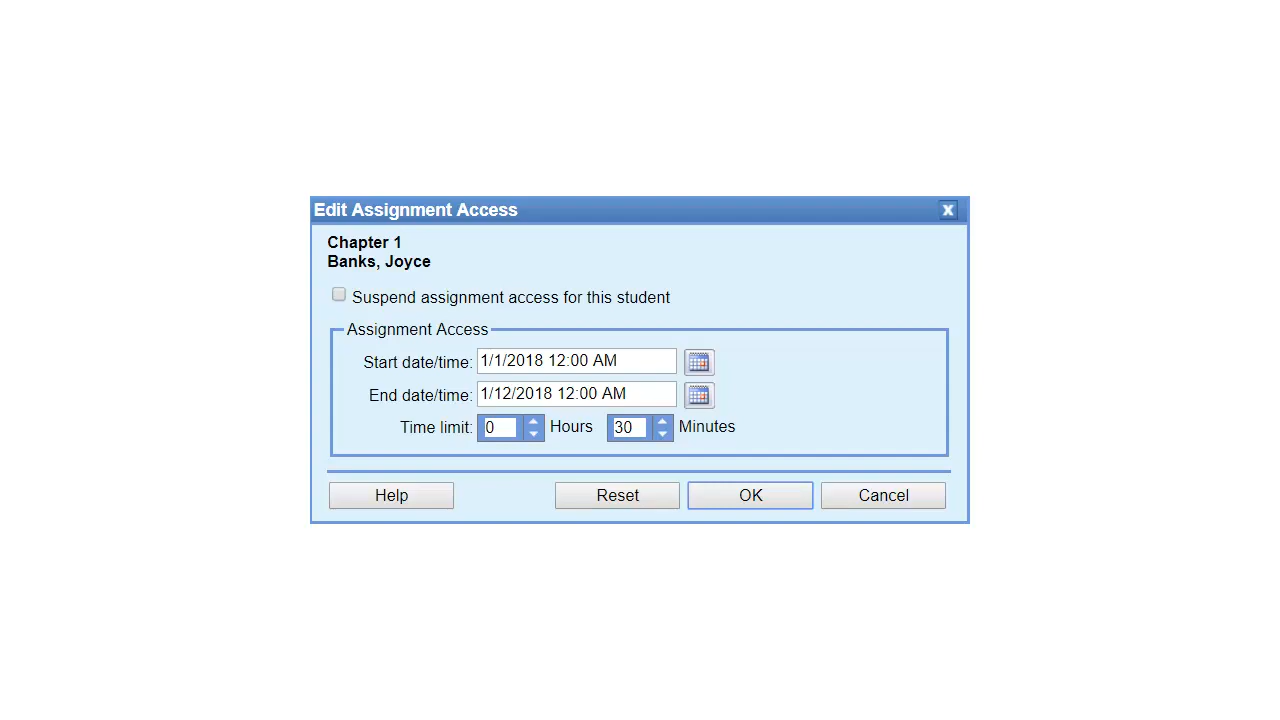 Edit Assignment Access
x
Chapter 1
Banks, Joyce
Suspend assignment access for this student
Assignment Access
Start date/time: 1/1/2018 12:00 AM
End date/time: 1/12/2018 12:00 AM
Time limit: 0 Hours 30 Minutes
Help Reset OK Cancel